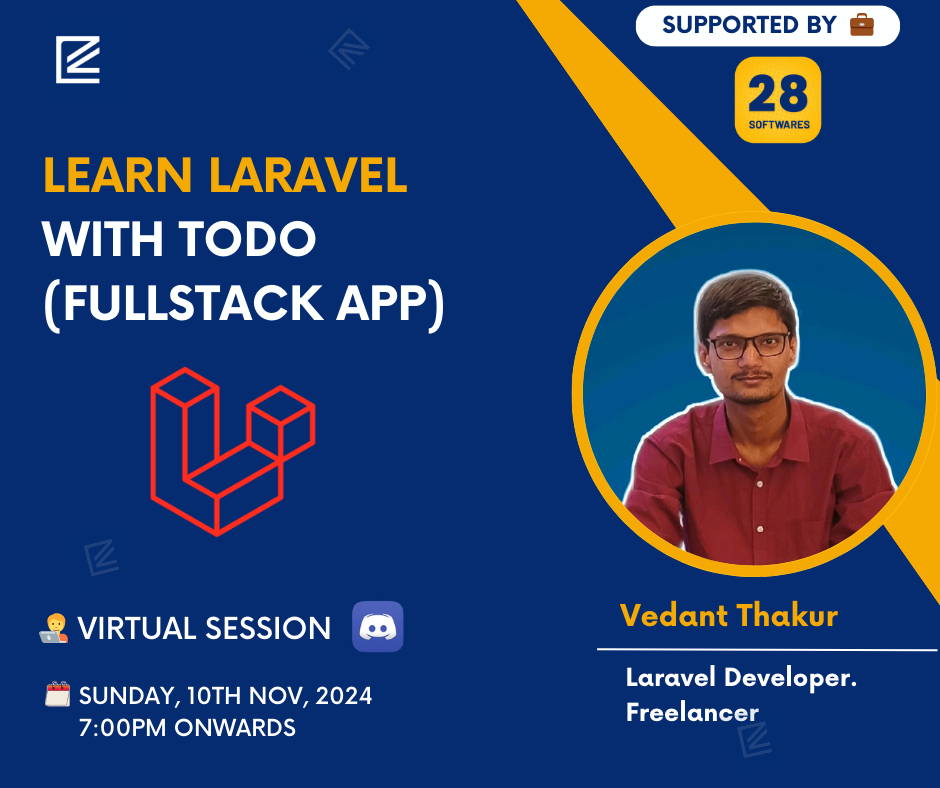 SUPPORTED BY
28
SOFTWARES
LEARN LARAVEL
WITH TODO
(FULLSTACK APP)
VIRTUAL SESSION
SUNDAY, 10TH NOV, 2024
7:00PM ONWARDS
Vedant Thakur
Laravel Developer.
Freelancer